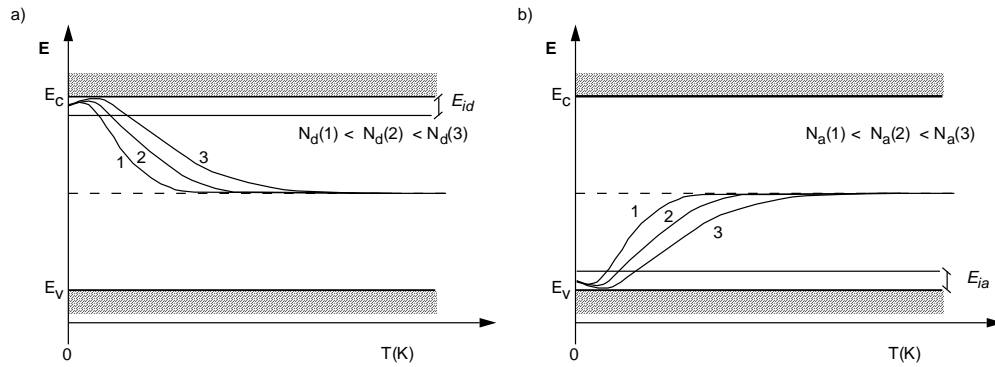 a)
E
E_C
E_id
N_d(1) < N_d(2) < N_d(3)
1
2
3
E_V
0
T(K)
b)
E
E_C
N_a(1) < N_a(2) < N_a(3)
1
2
3
E_V
E_ia
0
T(K)